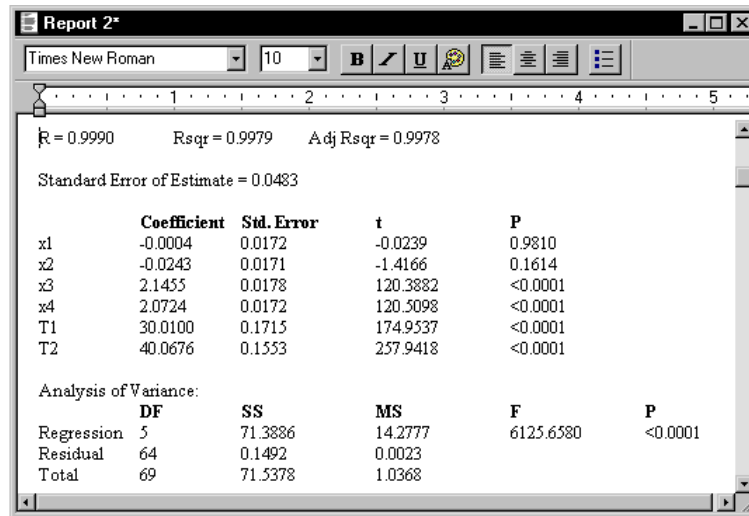 Report 2*
Times New Roman 10 B I U A
1 2 3 4 5
R = 0.9990 Rsqr = 0.9979 Adj Rsqr = 0.9978
Standard Error of Estimate = 0.0483
Coefficient Std. Error t P
x1 -0.0004 0.0172 -0.0239 0.9810
x2 -0.0243 0.0171 -1.4166 0.1614
x3 2.1455 0.0178 120.3882 <0.0001
x4 2.0724 0.0172 120.5098 <0.0001
T1 30.0100 0.1715 174.9537 <0.0001
T2 40.0676 0.1553 257.9418 <0.0001
Analysis of Variance:
DF SS MS F P
Regression 5 71.3886 14.2777 6125.6580 <0.0001
Residual 64 0.1492 0.0023
Total 69 71.5378 1.0368